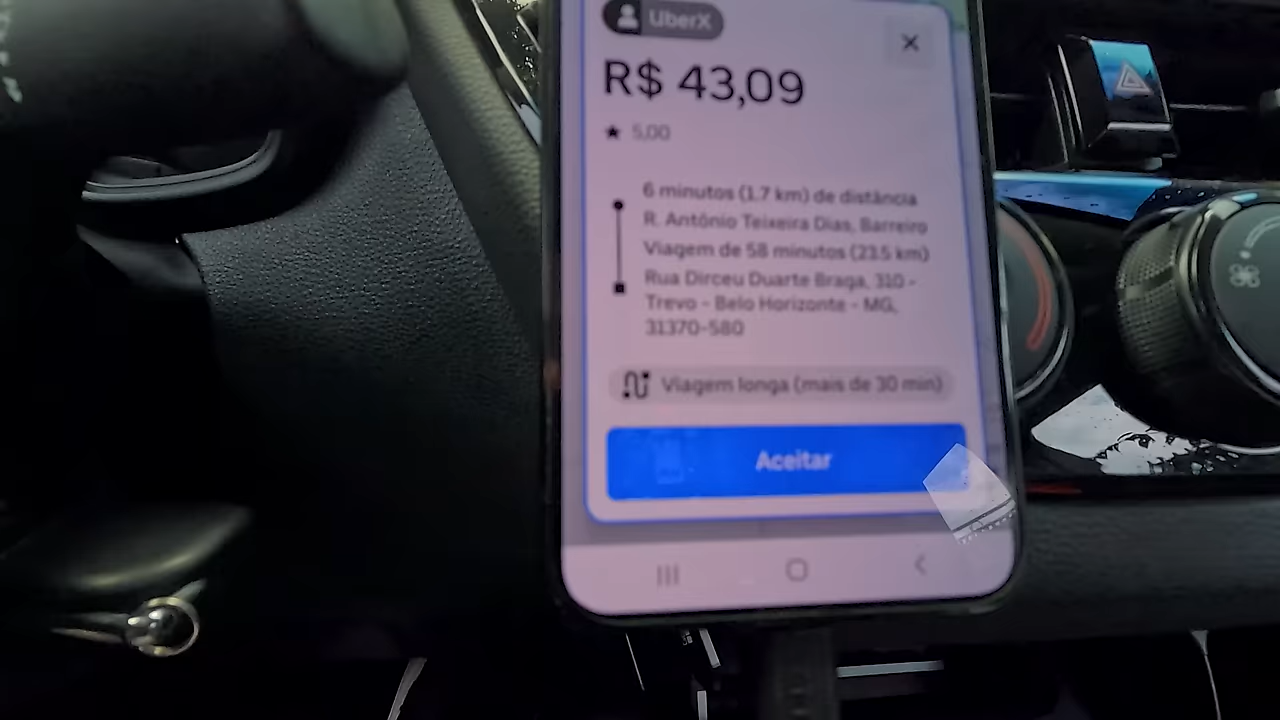 UberX
R$ 43,09
★ 5,00
6 minutos (1.7 km) de distância
R. Antônio Teixeira Dias, Barreiro
Viagem de 58 minutos (23.5 km)
Rua Dirceu Duarte Braga, 310 -
Trevo - Belo Horizonte - MG,
31370-580
Viagem longa (mais de 30 min)
Aceitar